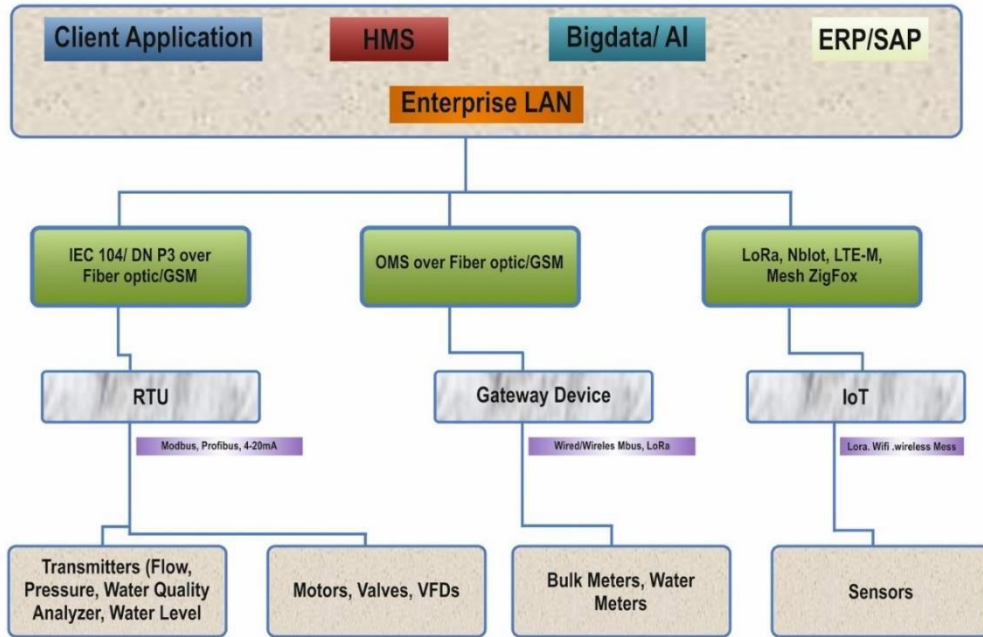 Client Application
HMS
Bigdata/ AI
ERP/SAP
Enterprise LAN
IEC 104/ DN P3 over
Fiber optic/GSM
OMS over Fiber optic/GSM
LoRa, Nblot, LTE-M,
Mesh ZigFox
RTU
Gateway Device
IoT
Modbus, Profibus, 4-20mA
Wired/Wireles Mbus, LoRa
Lora. Wifi .wireless Mess
Transmitters (Flow,
Pressure, Water Quality
Analyzer, Water Level
Motors, Valves, VFDs
Bulk Meters, Water
Meters
Sensors